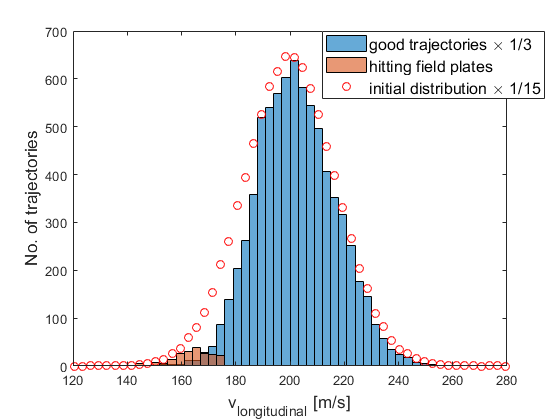 good trajectories × 1/3
hitting field plates
initial distribution × 1/15
No. of trajectories
700
600
500
400
300
200
100
0
120 140 160 180 200 220 240 260 280
v_longitudinal [m/s]